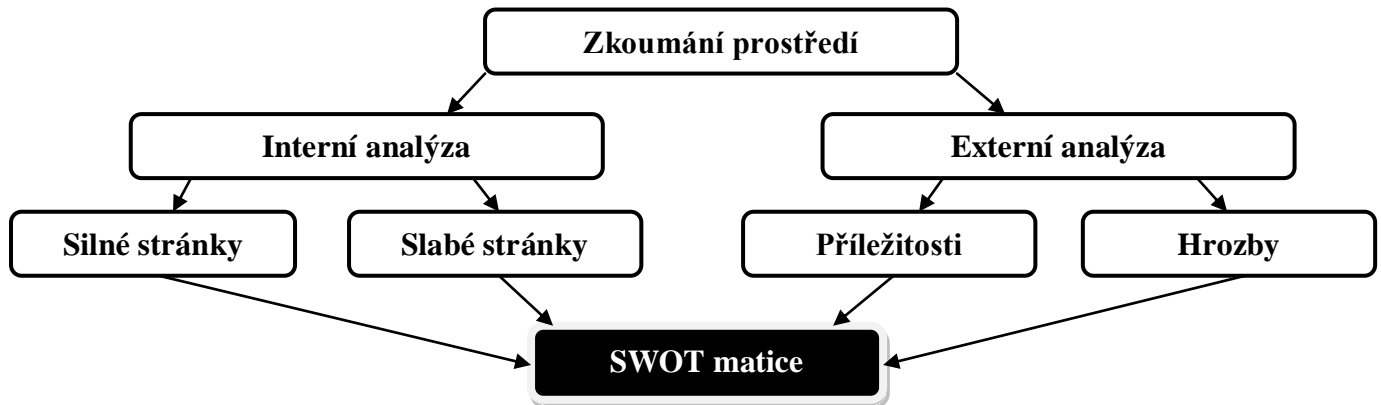 Zkoumání prostředí
Interní analýza
Externí analýza
Silné stránky
Slabé stránky
Příležitosti
Hrozby
SWOT matice